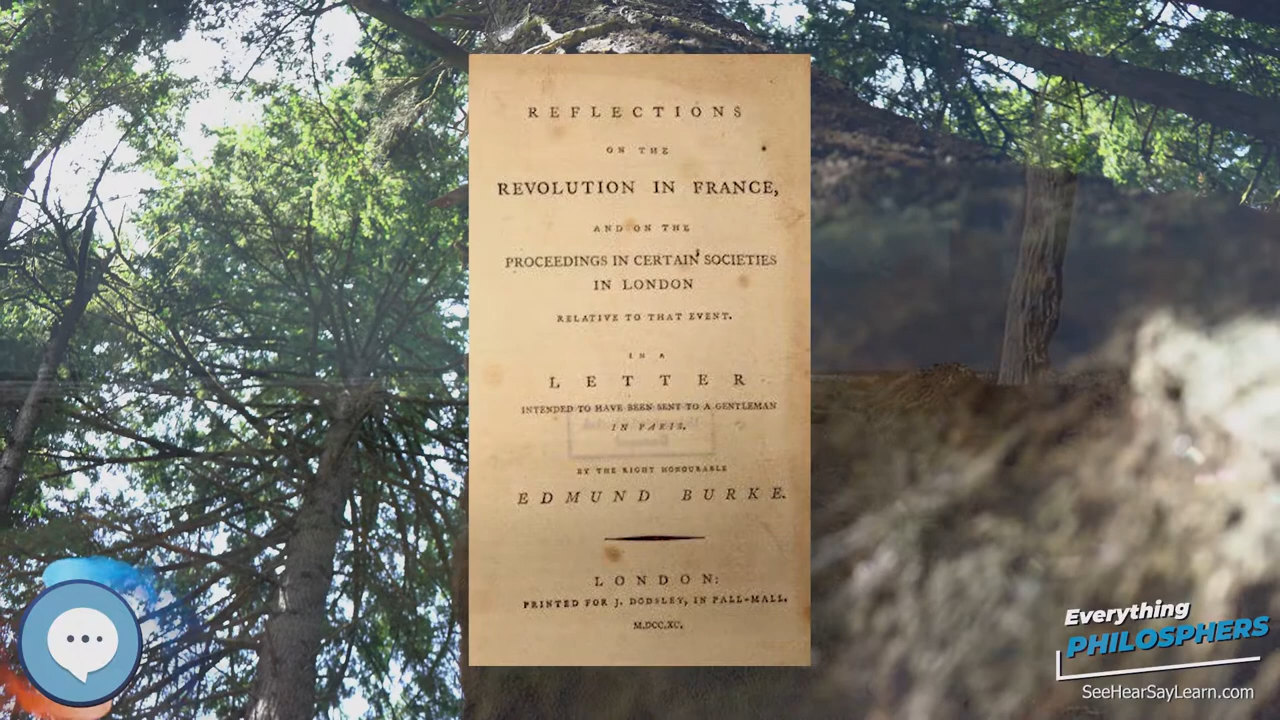 REFLECTIONS
ON THE
REVOLUTION IN FRANCE,
AND ON THE
PROCEEDINGS IN CERTAIN SOCIETIES
IN LONDON
RELATIVE TO THAT EVENT.
IN A
LETTER
INTENDED TO HAVE BEEN SENT TO A GENTLEMAN
IN PARIS.
BY THE RIGHT HONOURABLE
EDMUND BURKE.
LONDON:
PRINTED FOR J. DODSLEY, IN PALL-MALL.
M.DCC.XC.
Everything
PHILOSPHERS
SeeHearSayLearn.com